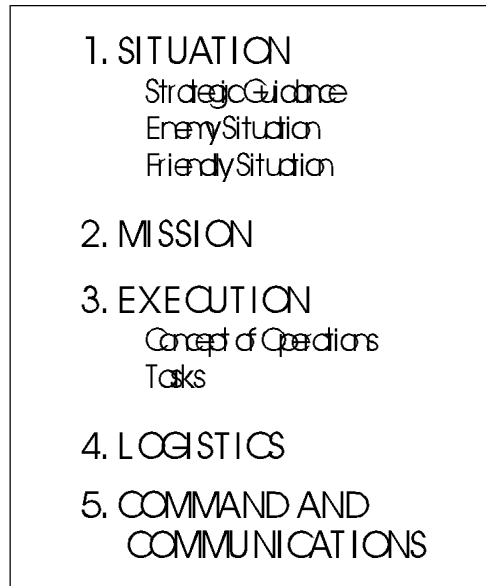 1. SITUATION
Strategic Guidance
Enemy Situation
Friendly Situation
2. MISSION
3. EXECUTION
Concept of Operations
Tasks
4. LOGISTICS
5. COMMAND AND
COMMUNICATIONS